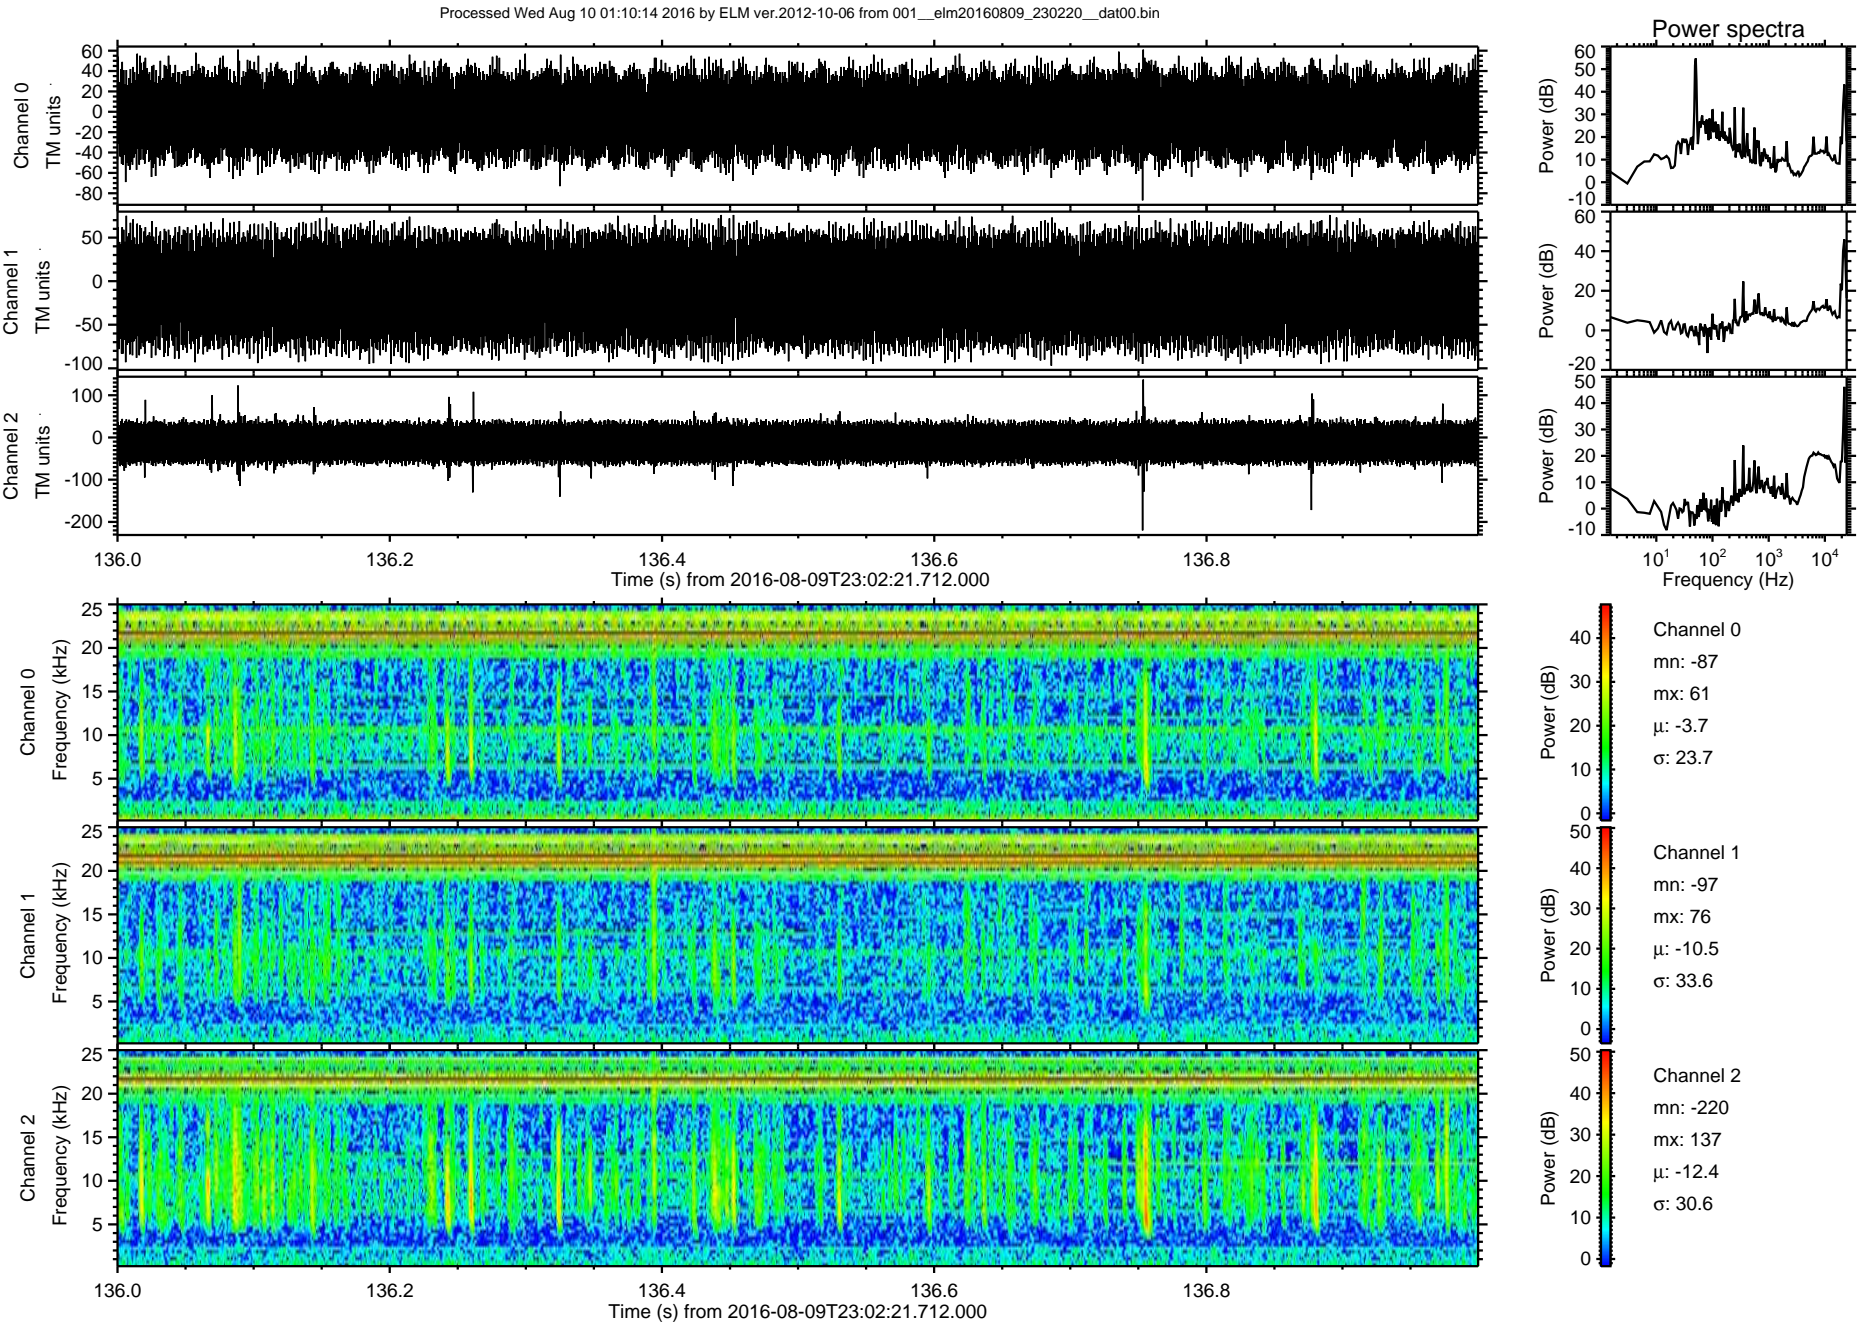 Processed Wed Aug 10 01:10:14 2016 by ELM ver.2012-10-06 from 001__elm20160809_230220__dat00.bin
Power spectra
Channel 0
TM units
60
40
20
0
-20
-40
-60
-80
Power (dB)
60
50
40
30
20
10
0
-10
Channel 1
TM units
50
0
-50
-100
Power (dB)
60
40
20
0
-20
Channel 2
TM units
100
0
-100
-200
Power (dB)
50
40
30
20
10
0
-10
136.0 136.2 136.4 136.6 136.8
Time (s) from 2016-08-09T23:02:21.712.000
10^1 10^2 10^3 10^4
Frequency (Hz)
Channel 0
Frequency (kHz)
25
20
15
10
5
Power (dB)
40
30
20
10
0
Channel 0
mn: -87
mx: 61
μ: -3.7
σ: 23.7
Channel 1
Frequency (kHz)
25
20
15
10
5
Power (dB)
50
40
30
20
10
0
Channel 1
mn: -97
mx: 76
μ: -10.5
σ: 33.6
Channel 2
Frequency (kHz)
25
20
15
10
5
Power (dB)
50
40
30
20
10
0
Channel 2
mn: -220
mx: 137
μ: -12.4
σ: 30.6
136.0 136.2 136.4 136.6 136.8
Time (s) from 2016-08-09T23:02:21.712.000